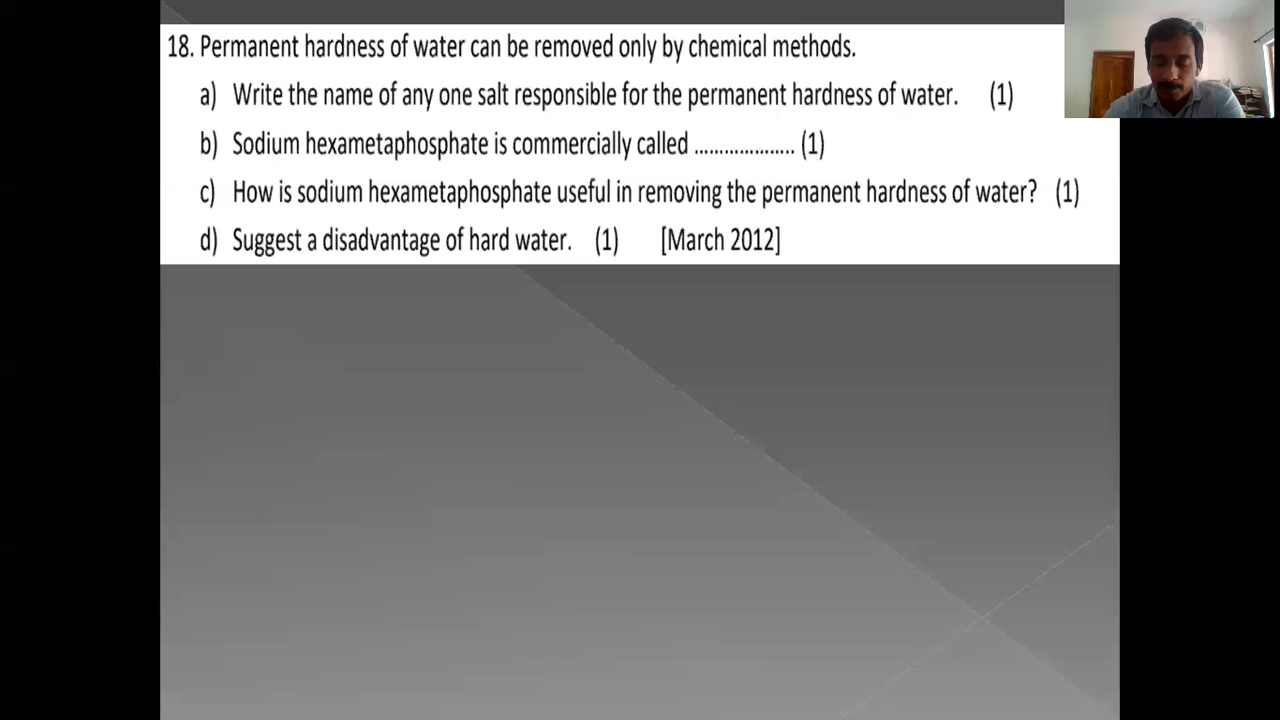 18. Permanent hardness of water can be removed only by chemical methods.
a) Write the name of any one salt responsible for the permanent hardness of water. (1)
b) Sodium hexametaphosphate is commercially called ................... (1)
c) How is sodium hexametaphosphate useful in removing the permanent hardness of water? (1)
d) Suggest a disadvantage of hard water. (1) [March 2012]